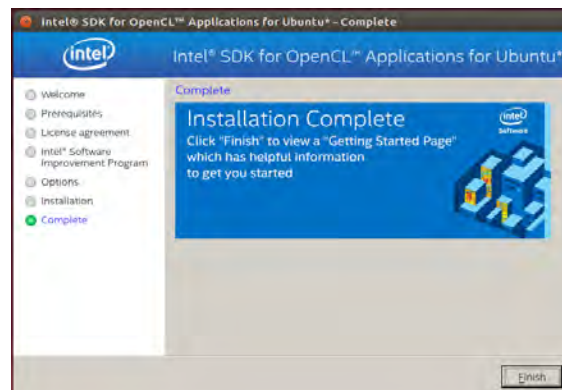 Intel® SDK for OpenCL™ Applications for Ubuntu* – Complete
intel
Intel® SDK for OpenCL™ Applications for Ubuntu*
Welcome
Prerequisites
License agreement
Intel® Software
Improvement Program
Options
Installation
Complete
Complete
Installation Complete
Click "Finish" to view a "Getting Started Page"
which has helpful information
to get you started
intel
Software
Finish